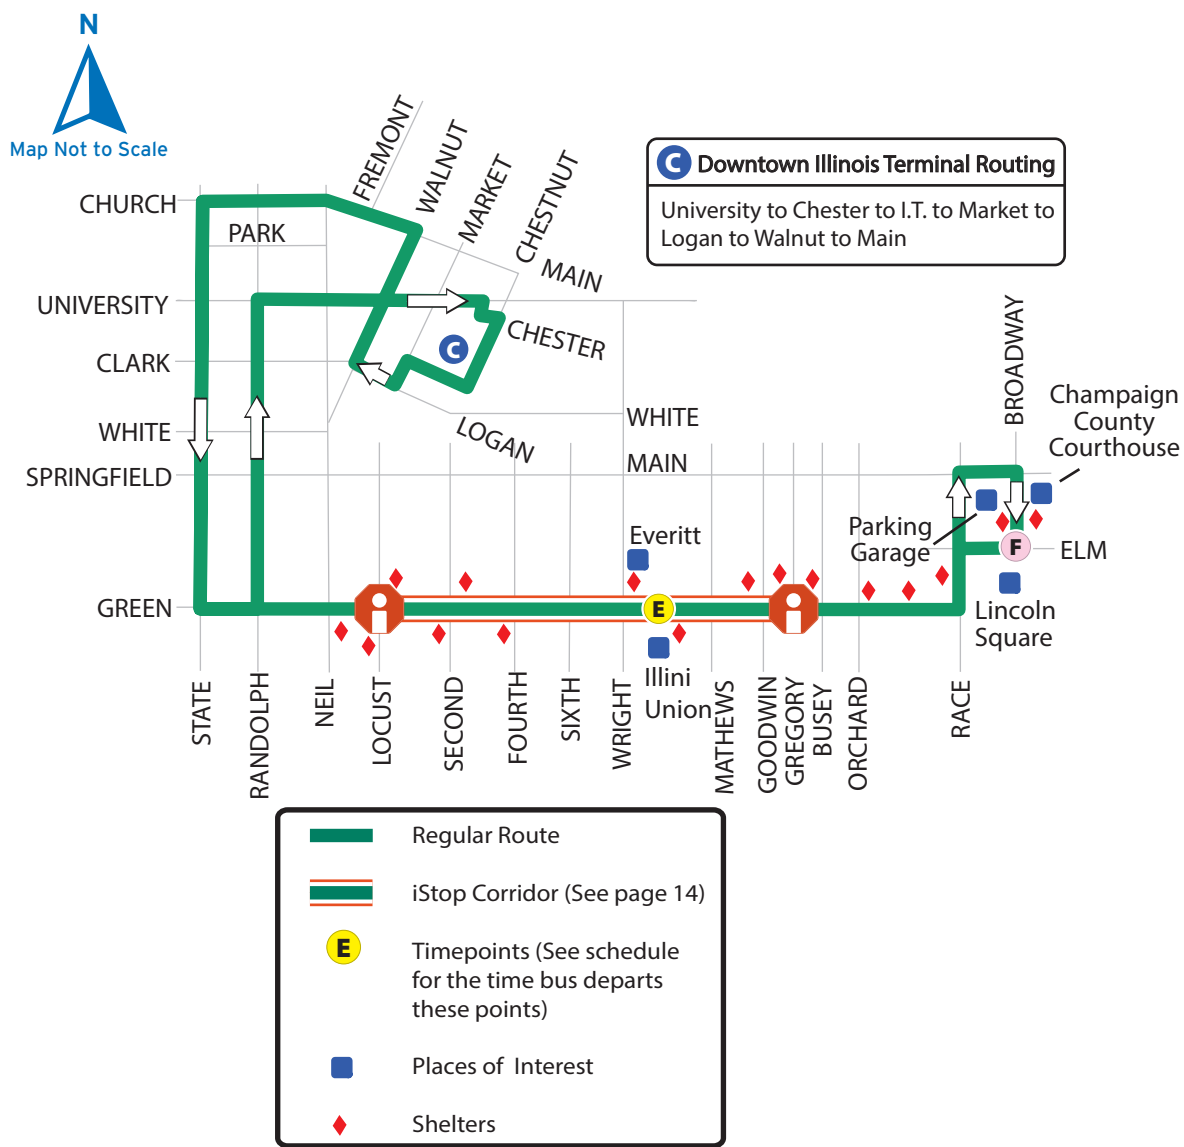 N
Map Not to Scale
FREMONT
WALNUT
MARKET
CHESTNUT
C Downtown Illinois Terminal Routing
University to Chester to I.T. to Market to
Logan to Walnut to Main
CHURCH
PARK
MAIN
UNIVERSITY
CHESTER
C
CLARK
BROADWAY
Champaign
County
Courthouse
WHITE
WHITE
LOGAN
SPRINGFIELD
MAIN
Parking
Garage
Everitt
F
ELM
GREEN
E
Lincoln
Square
Illini
Union
STATE
RANDOLPH
NEIL
LOCUST
SECOND
FOURTH
SIXTH
WRIGHT
MATHEWS
GOODWIN
GREGORY
BUSEY
ORCHARD
RACE
Regular Route
iStop Corridor (See page 14)
E
Timepoints (See schedule
for the time bus departs
these points)
Places of Interest
Shelters